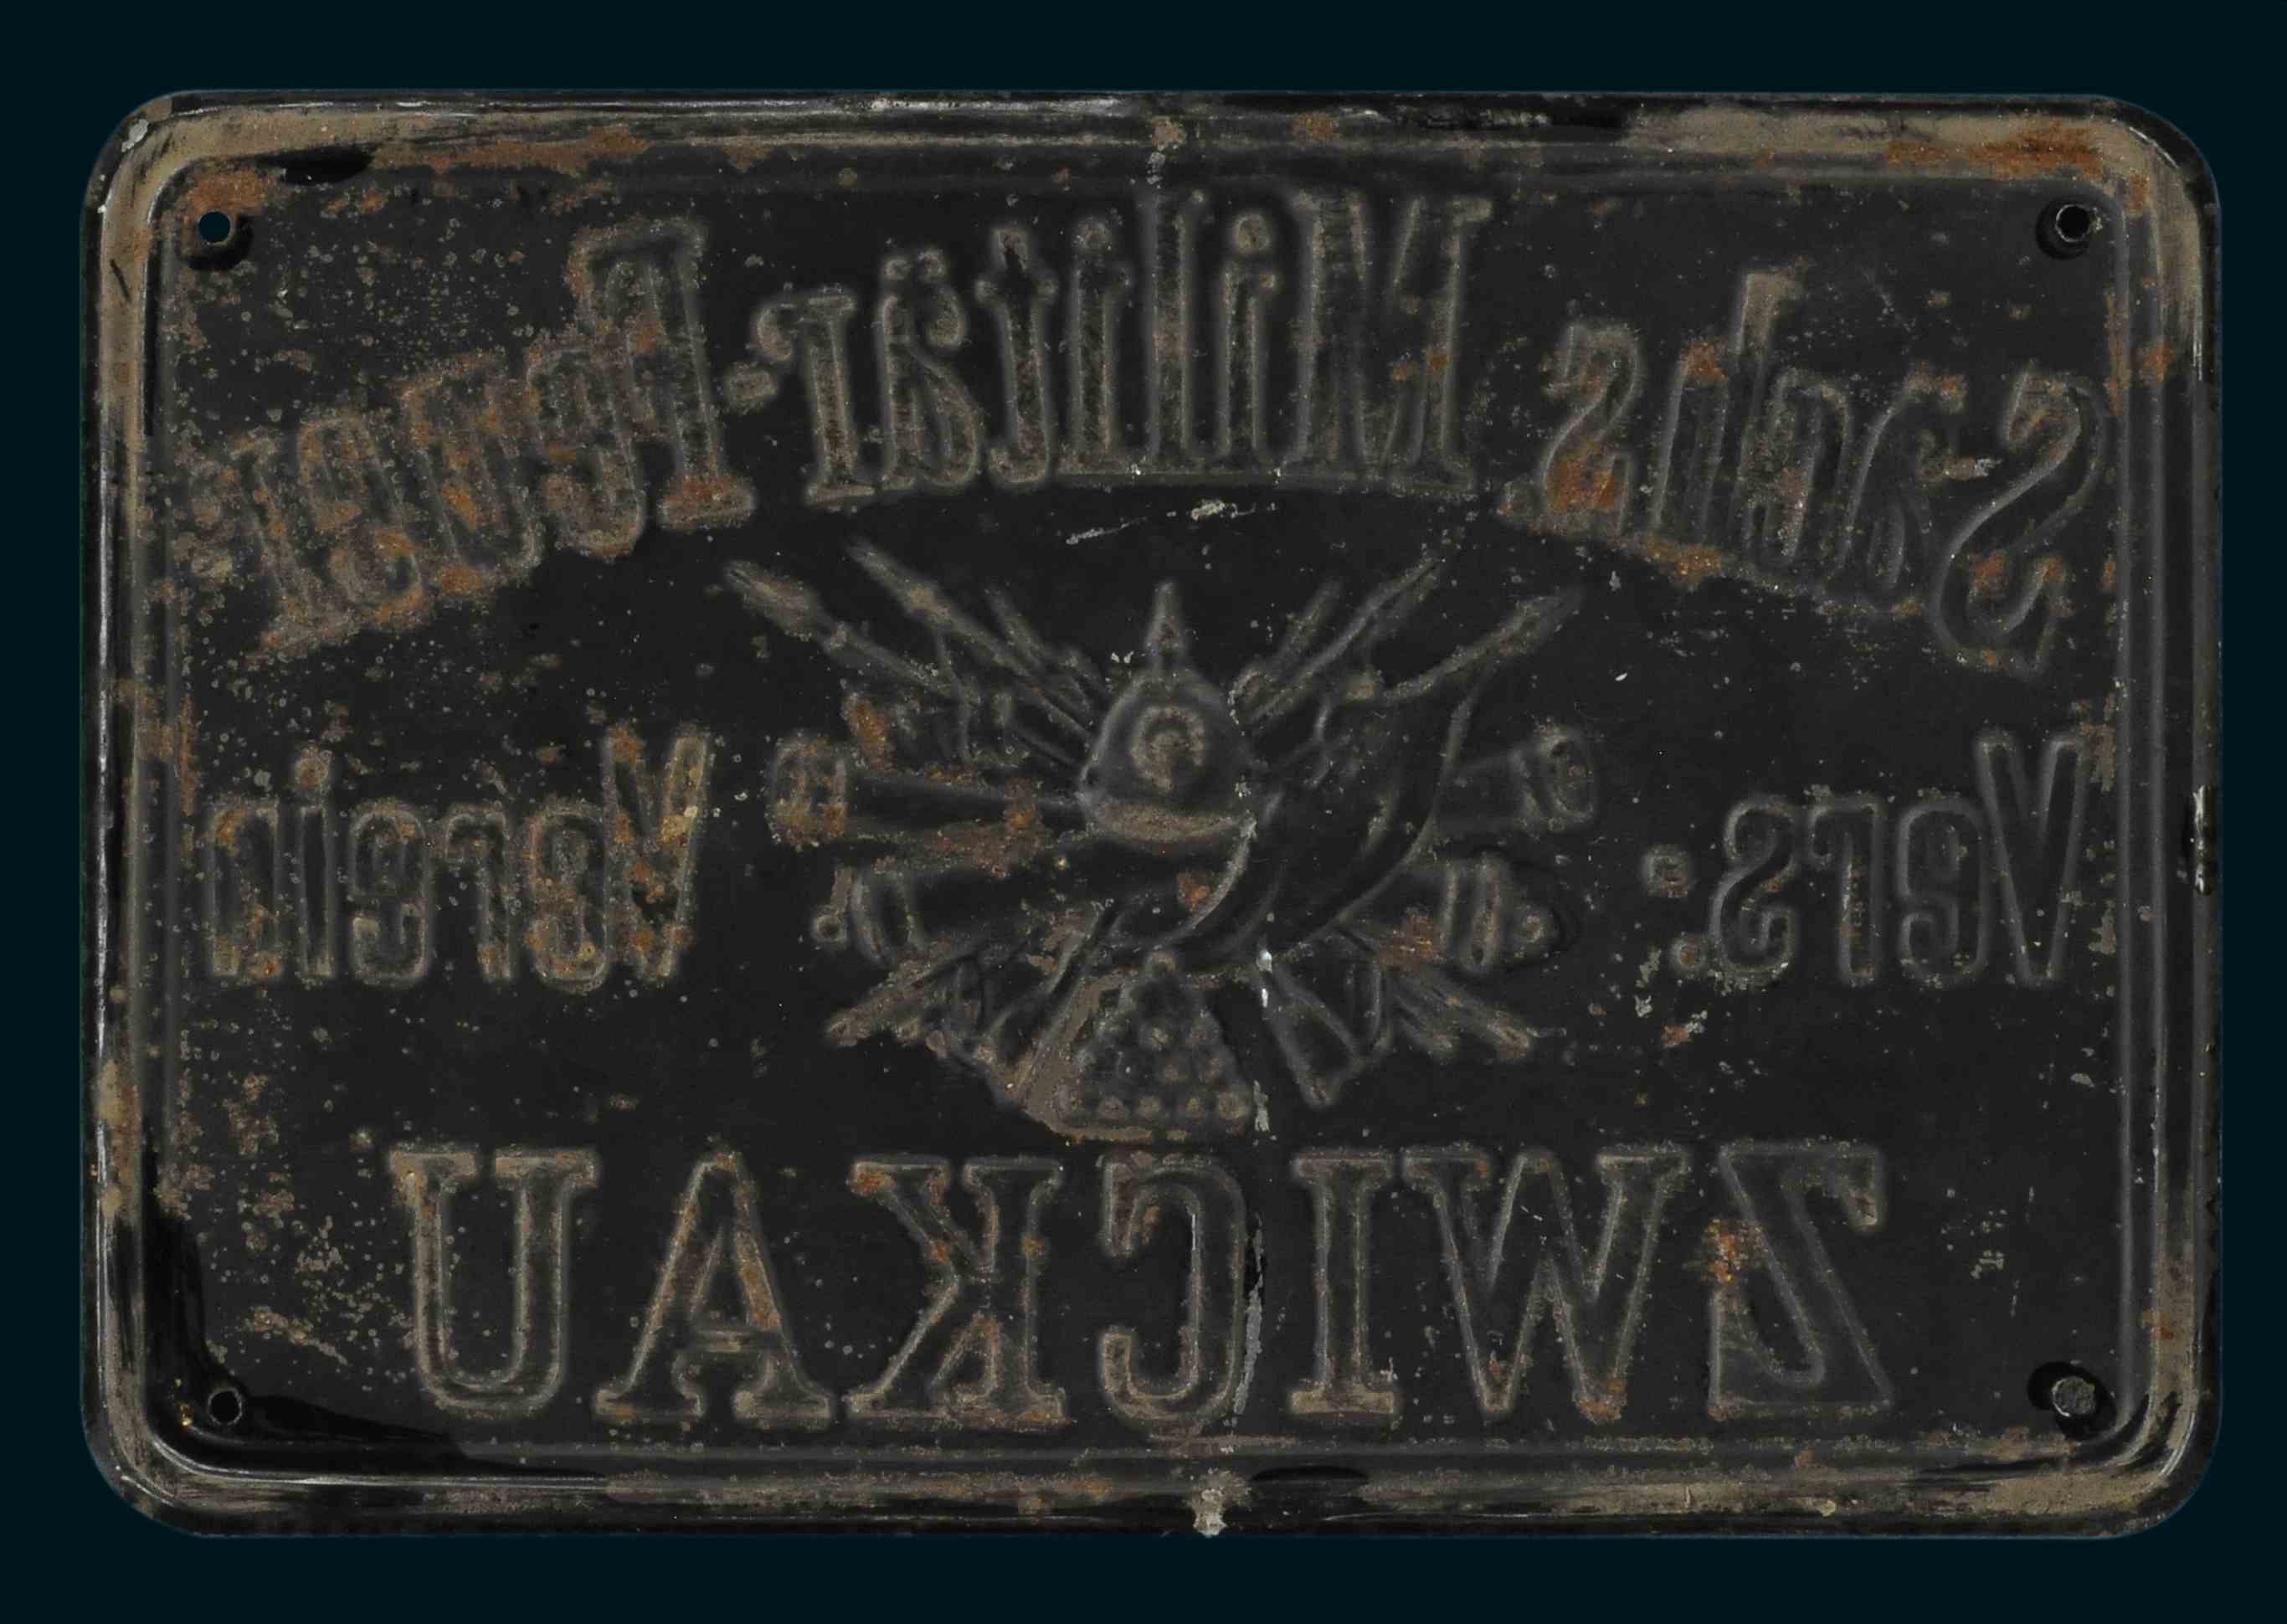 Sächs. Militär-Feuer
Vers.- Verein
ZWICKAU